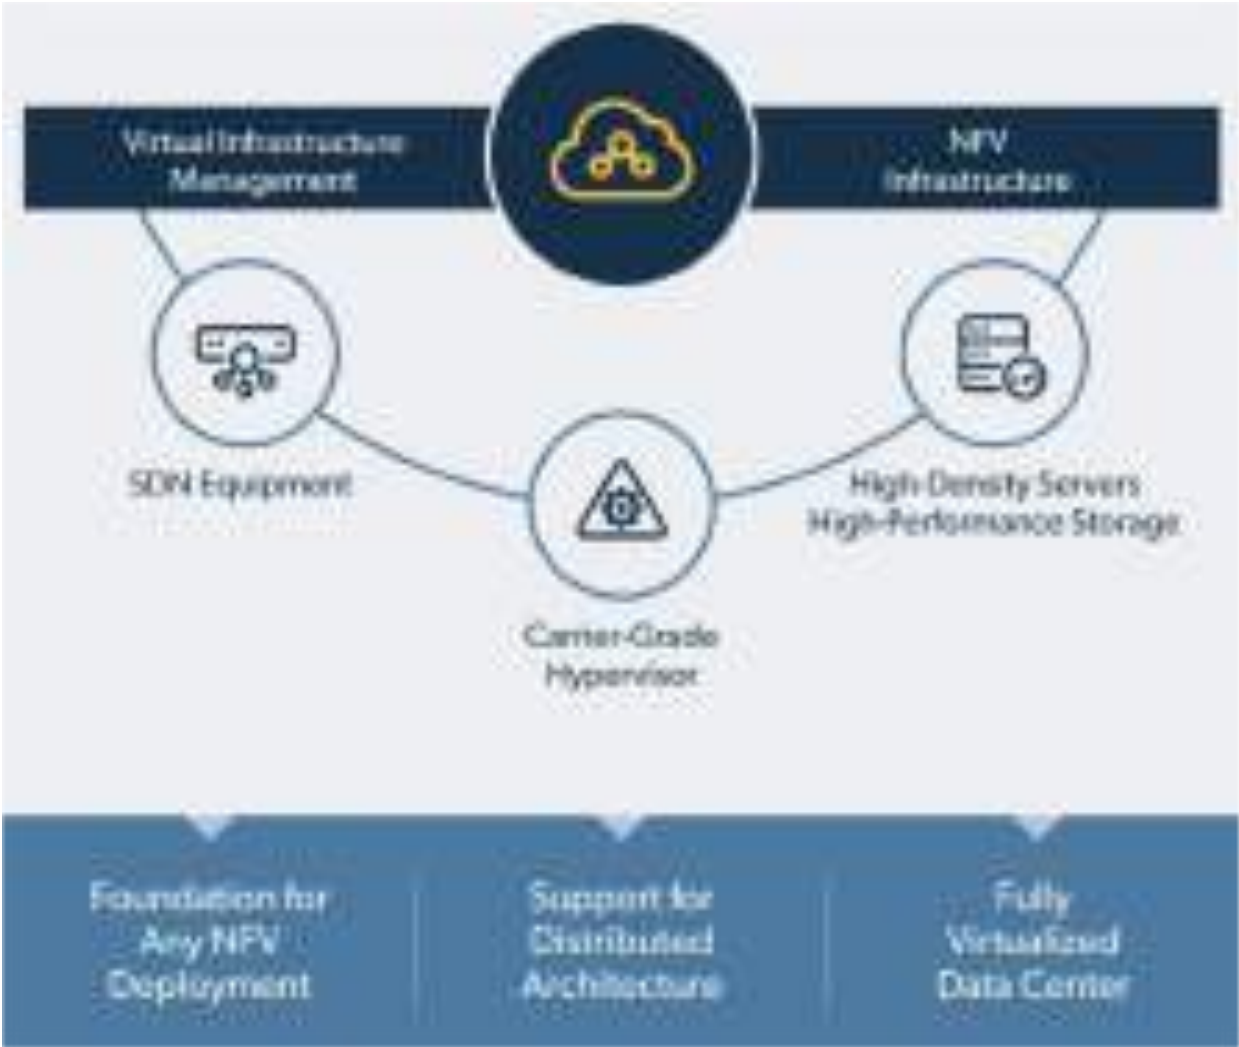 Virtual Infrastructure
Management
NFV
Infrastructure
SDN Equipment
High-Density Servers
High-Performance Storage
Carrier-Grade
Hypervisor
Foundation for
Any NFV
Deployment
Support for
Distributed
Architecture
Fully
Virtualized
Data Center